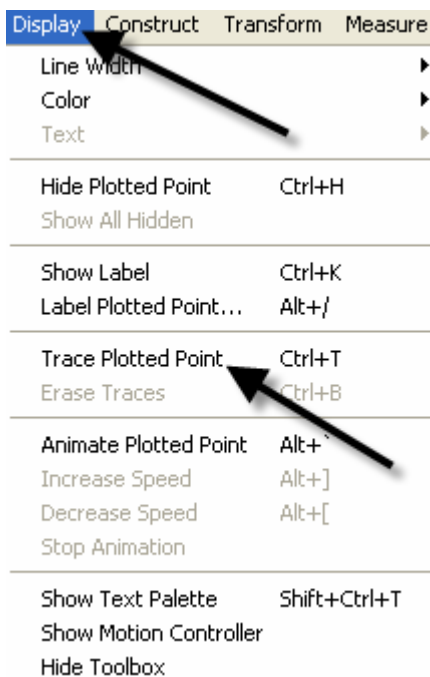 Display Construct Transform Measure
Line Width
Color
Text
Hide Plotted Point Ctrl+H
Show All Hidden
Show Label Ctrl+K
Label Plotted Point... Alt+/
Trace Plotted Point Ctrl+T
Erase Traces Ctrl+B
Animate Plotted Point Alt+`
Increase Speed Alt+]
Decrease Speed Alt+[
Stop Animation
Show Text Palette Shift+Ctrl+T
Show Motion Controller
Hide Toolbox